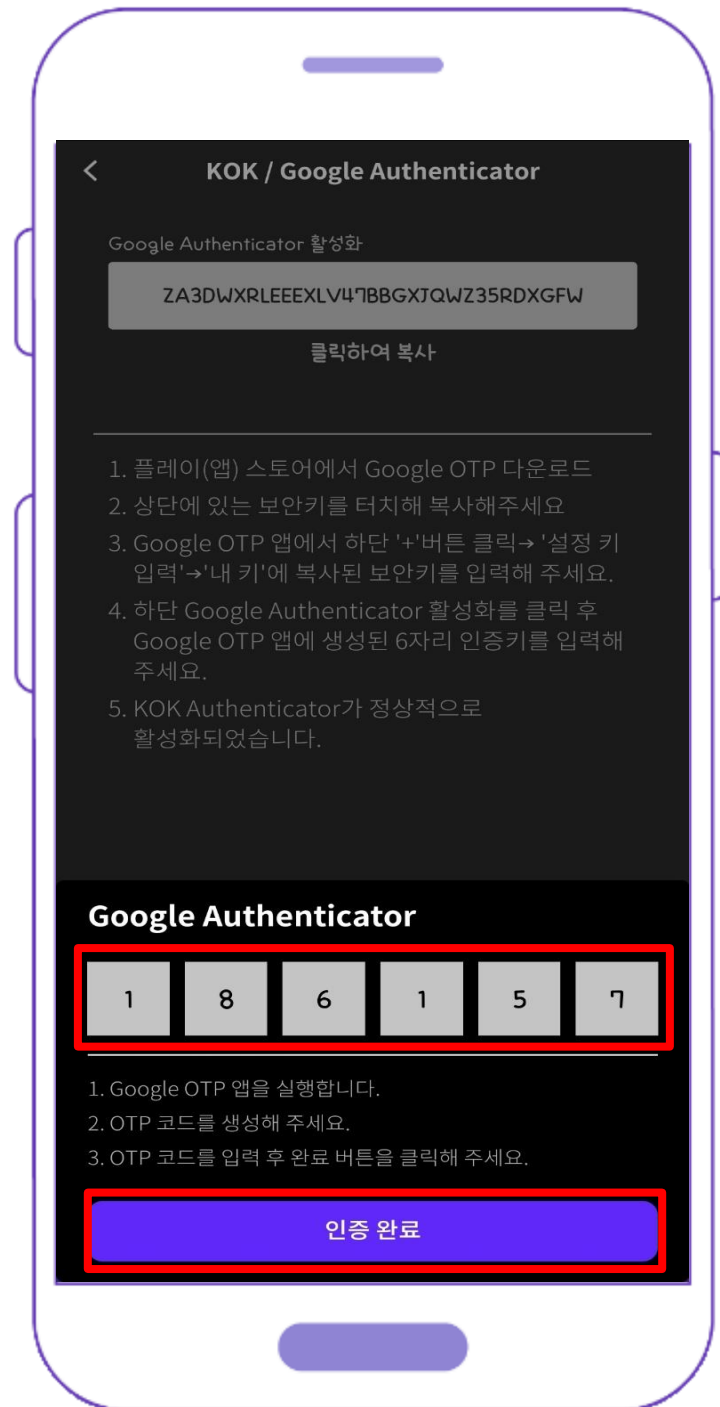 KOK / Google Authenticator
Google Authenticator 활성화
ZA3DWXRLEEEXLV47BBGXJQWZ35RDXGFW
클릭하여 복사
1. 플레이(앱) 스토어에서 Google OTP 다운로드
2. 상단에 있는 보안키를 터치해 복사해주세요
3. Google OTP 앱에서 하단 '+'버튼 클릭→ '설정 키
입력'→'내 키'에 복사된 보안키를 입력해 주세요.
4. 하단 Google Authenticator 활성화를 클릭 후
Google OTP 앱에 생성된 6자리 인증키를 입력해
주세요.
5. KOK Authenticator가 정상적으로
활성화되었습니다.
Google Authenticator
1 8 6 1 5 7
1. Google OTP 앱을 실행합니다.
2. OTP 코드를 생성해 주세요.
3. OTP 코드를 입력 후 완료 버튼을 클릭해 주세요.
인증 완료